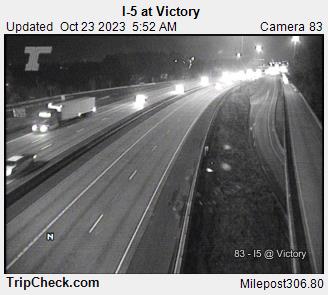 I-5 at Victory
Updated Oct 23 2023 5:52 AM Camera 83
T
N
83 - I5 @ Victory
TripCheck.com Milepost306.80